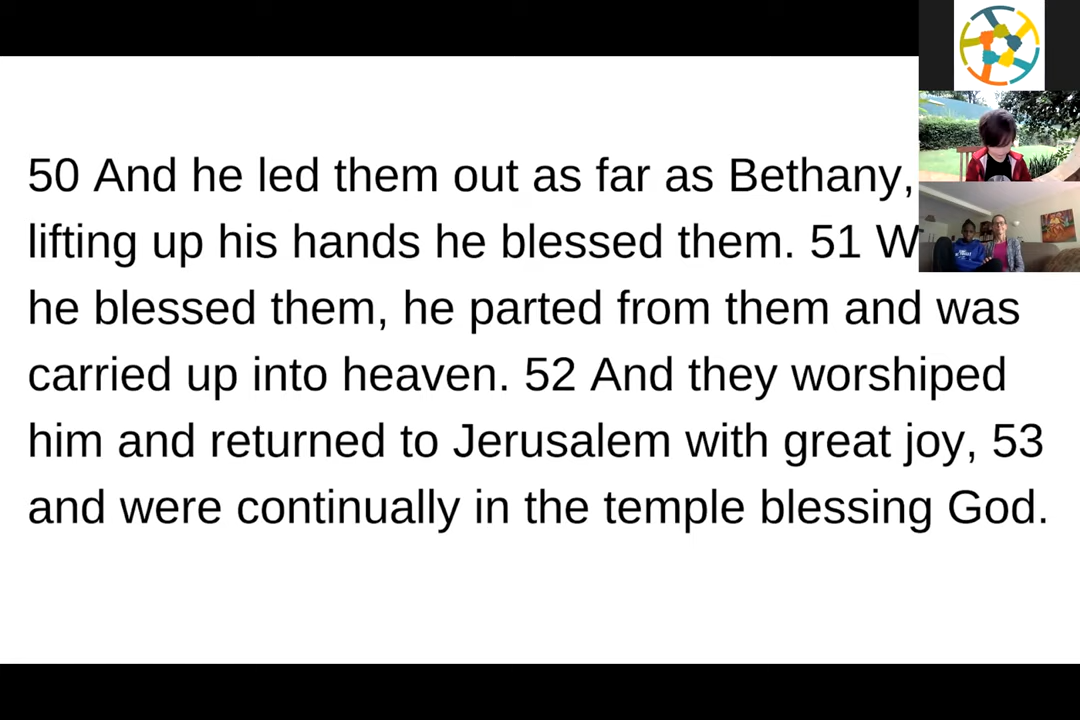 50 And he led them out as far as Bethany,
lifting up his hands he blessed them. 51
he blessed them, he parted from them and was
carried up into heaven. 52 And they worshiped
him and returned to Jerusalem with great joy, 53
and were continually in the temple blessing God.